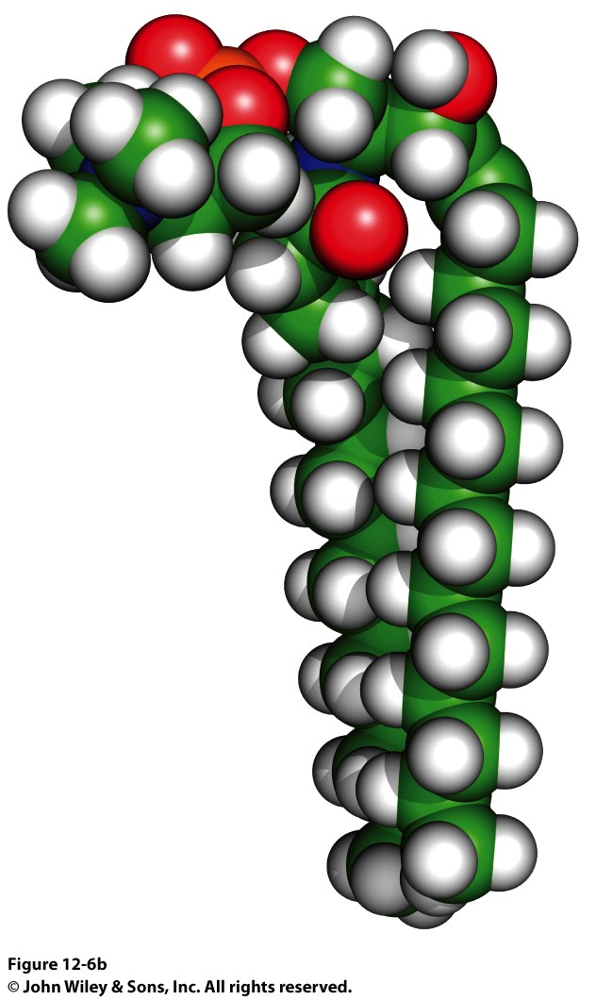 Figure 12-6b
© John Wiley & Sons, Inc. All rights reserved.